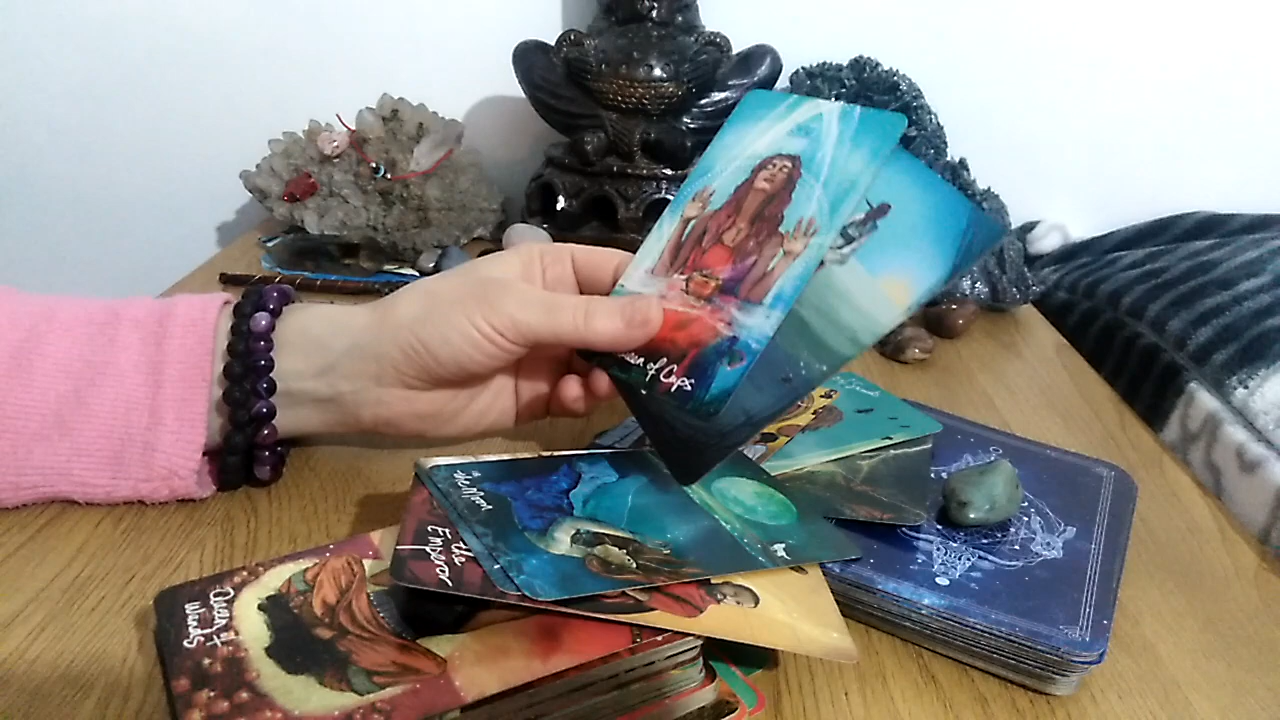 Queen of Cups
the Moon
the
Emperor
Queen of
Wands